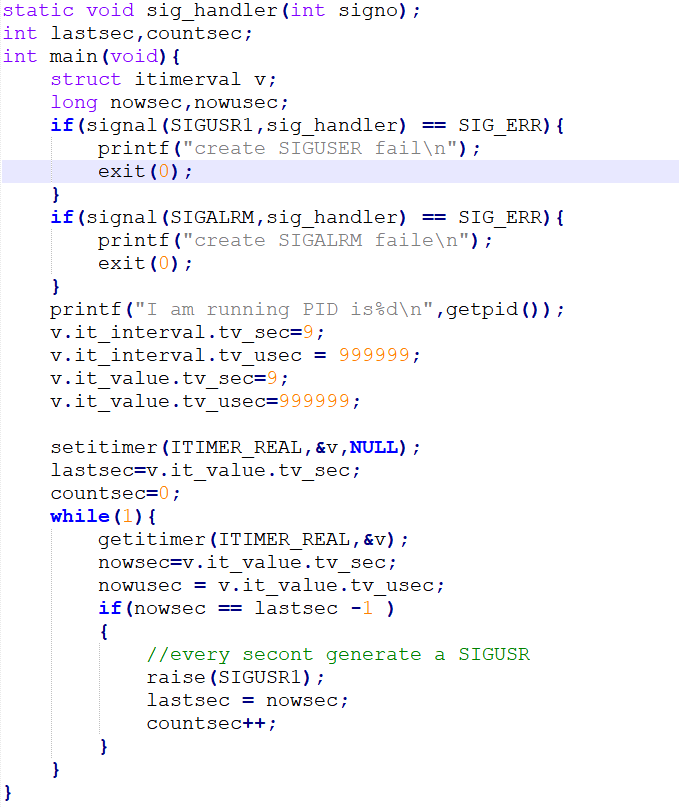 static void sig_handler(int signo);
int lastsec,countsec;
int main(void){
    struct itimerval v;
    long nowsec,nowusec;
    if(signal(SIGUSR1,sig_handler) == SIG_ERR){
        printf("create SIGUSER fail\n");
        exit(0);
    }
    if(signal(SIGALRM,sig_handler) == SIG_ERR){
        printf("create SIGALRM faile\n");
        exit(0);
    }
    printf("I am running PID is%d\n",getpid());
    v.it_interval.tv_sec=9;
    v.it_interval.tv_usec = 999999;
    v.it_value.tv_sec=9;
    v.it_value.tv_usec=999999;

    setitimer(ITIMER_REAL,&v,NULL);
    lastsec=v.it_value.tv_sec;
    countsec=0;
    while(1){
        getitimer(ITIMER_REAL,&v);
        nowsec=v.it_value.tv_sec;
        nowusec = v.it_value.tv_usec;
        if(nowsec == lastsec -1 )
        {
            //every secont generate a SIGUSR
            raise(SIGUSR1);
            lastsec = nowsec;
            countsec++;
        }
    }
}